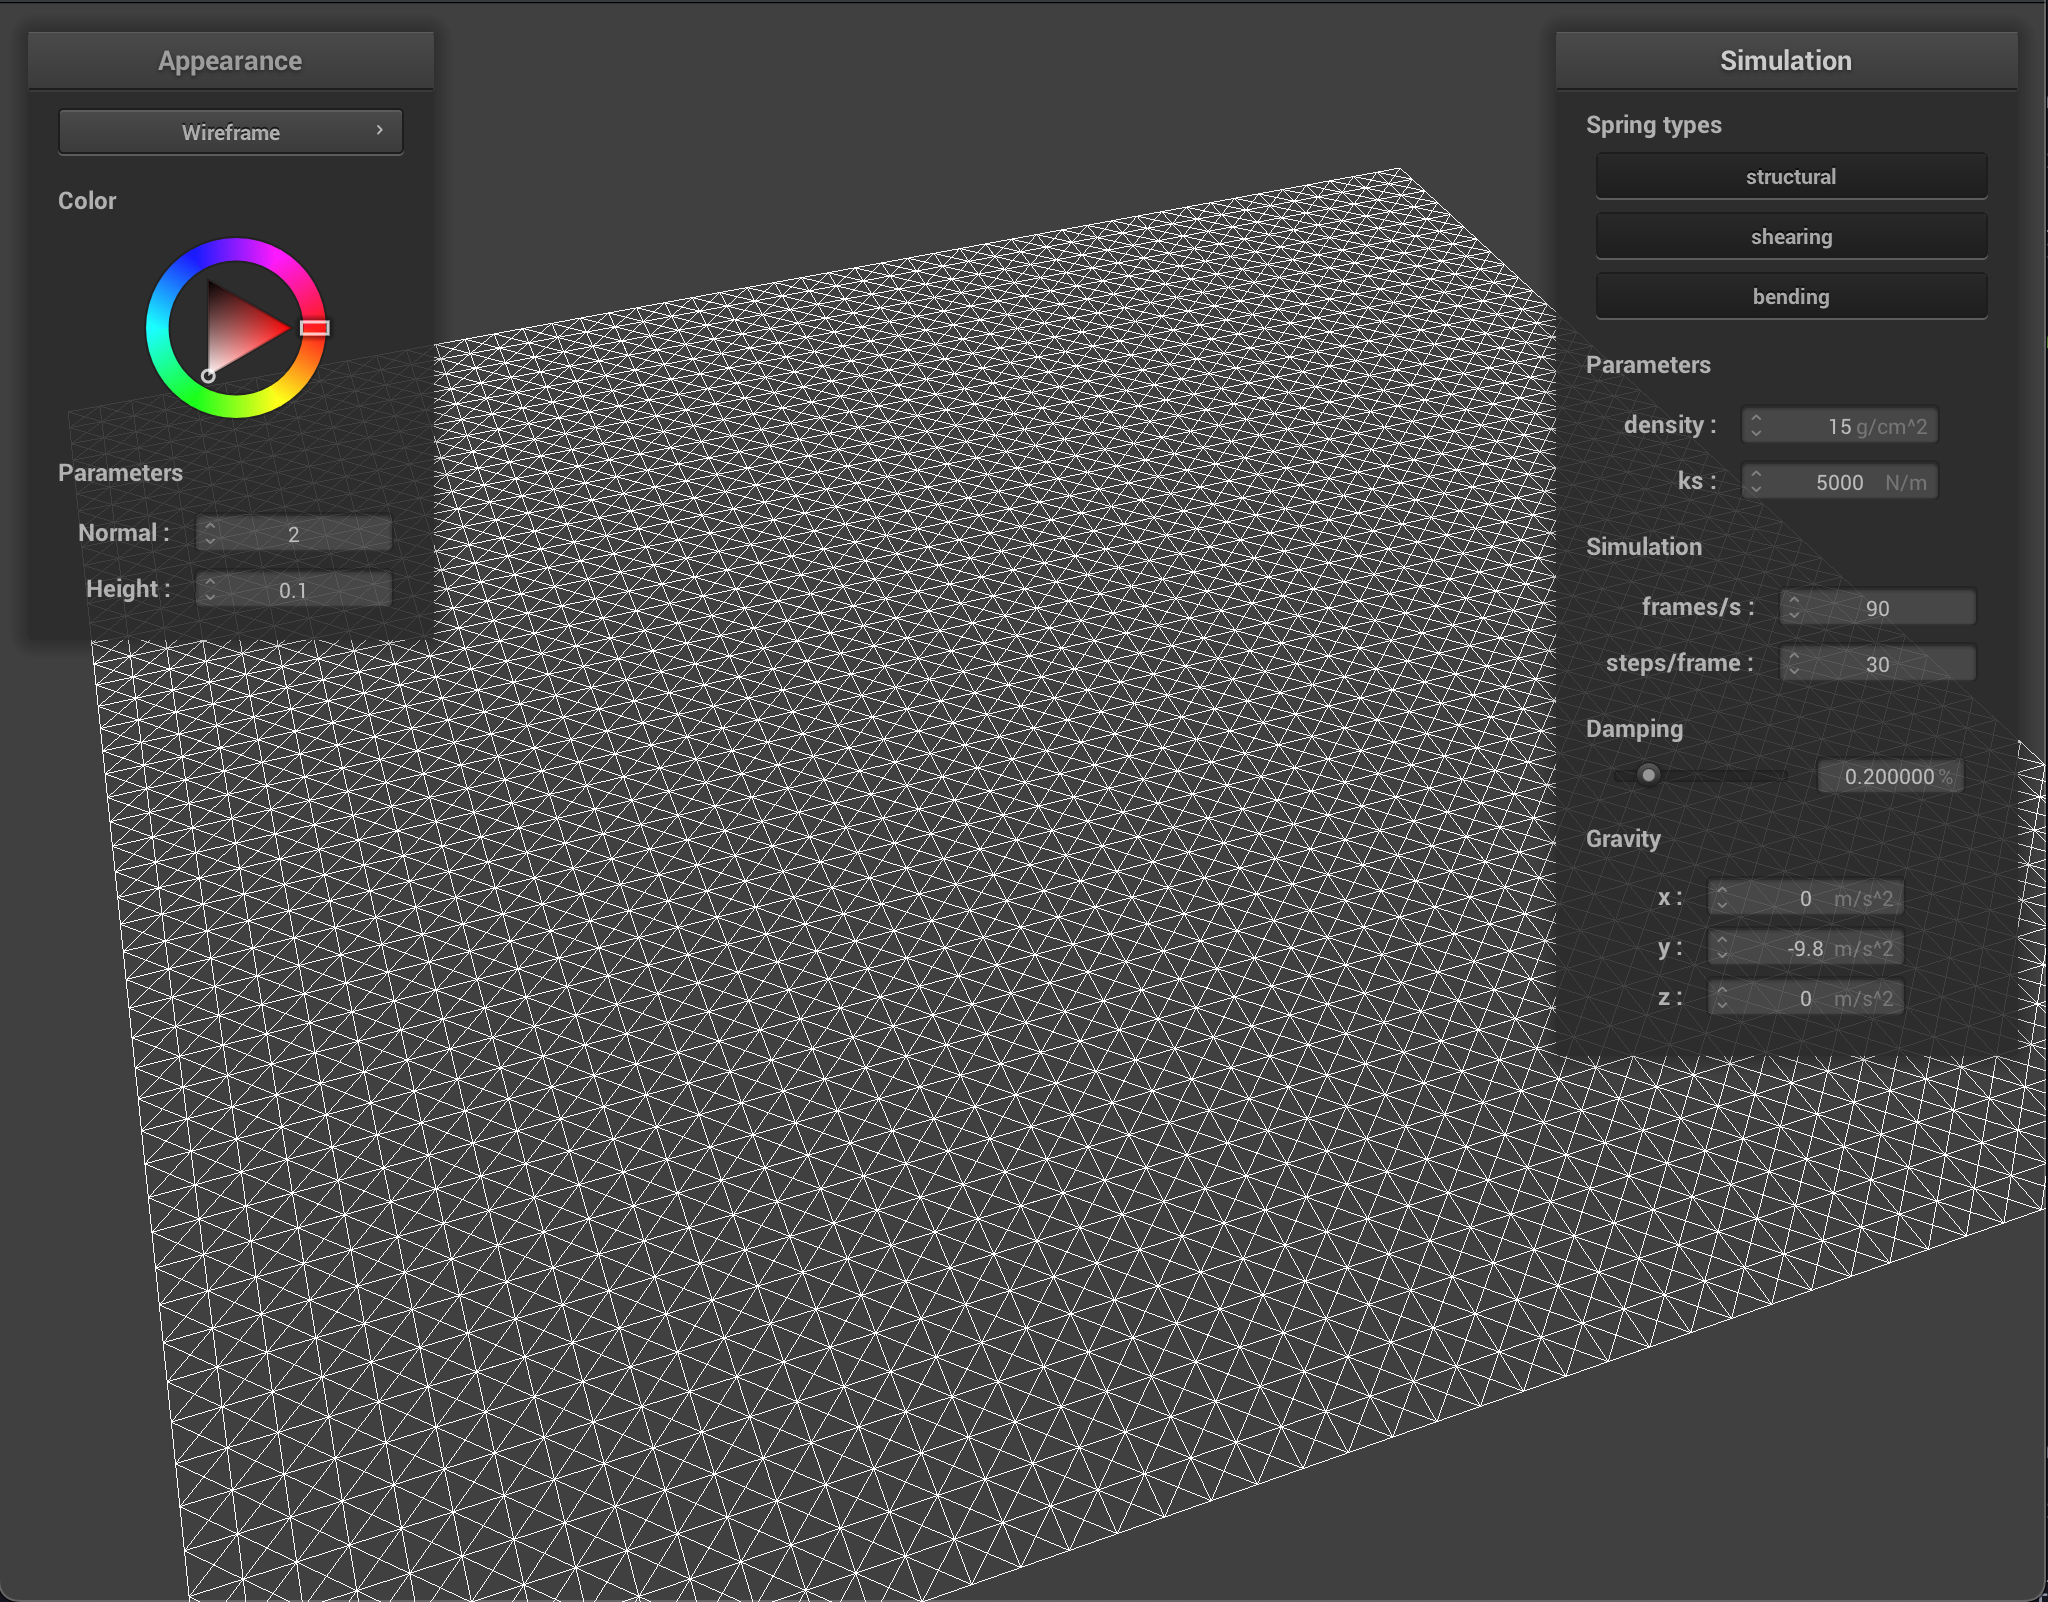 Appearance
Wireframe
Color
Parameters
Normal : 2
Height : 0.1
Simulation
Spring types
structural
shearing
bending
Parameters
density : 15 g/cm^2
ks : 5000 N/m
Simulation
frames/s : 90
steps/frame : 30
Damping
0.200000 %
Gravity
x : 0 m/s^2
y : -9.8 m/s^2
z : 0 m/s^2